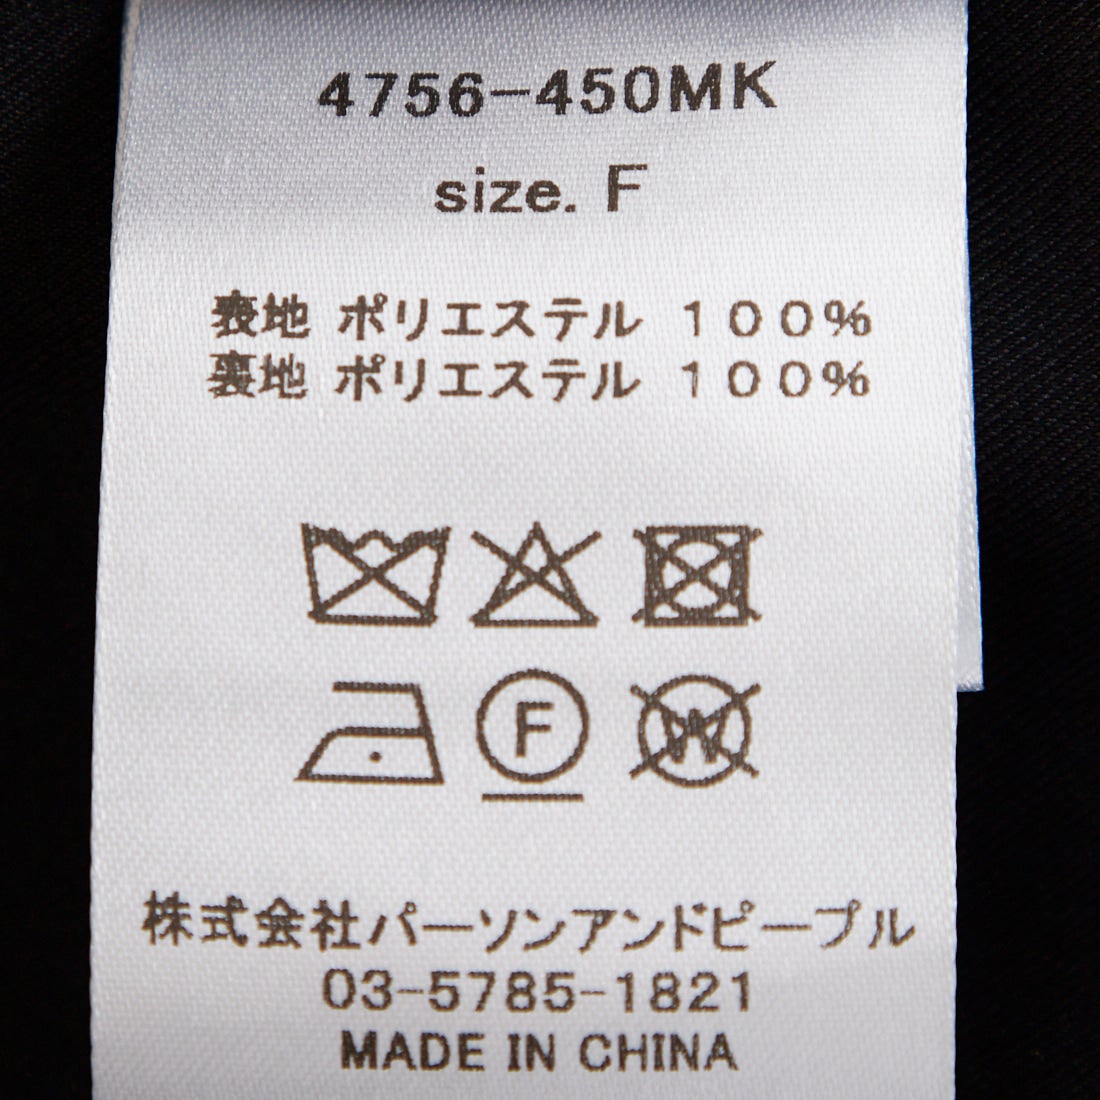 4756-450MK
size. F
表地 ポリエステル 100%
裏地 ポリエステル 100%
F
W
株式会社パーソンアンドピープル
03-5785-1821
MADE IN CHINA